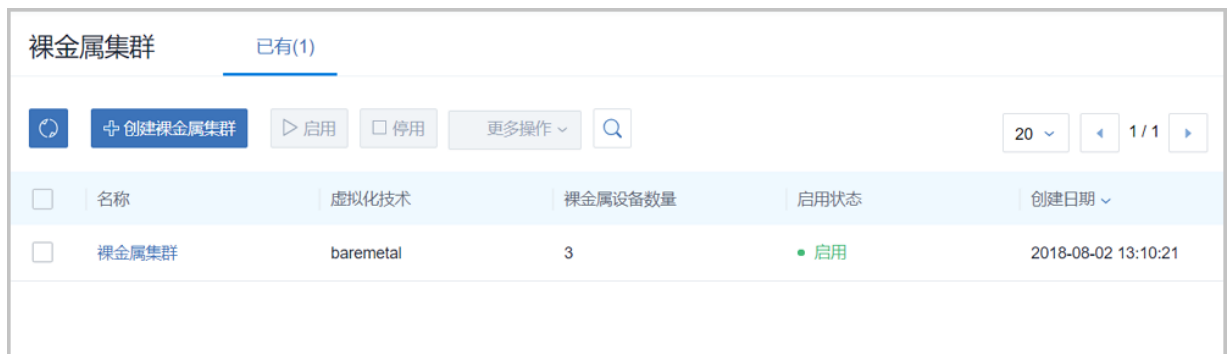 裸金属集群 已有(1)
创建裸金属集群 启用 停用 更多操作 20 1 / 1
名称 虚拟化技术 裸金属设备数量 启用状态 创建日期
裸金属集群 baremetal 3 启用 2018-08-02 13:10:21